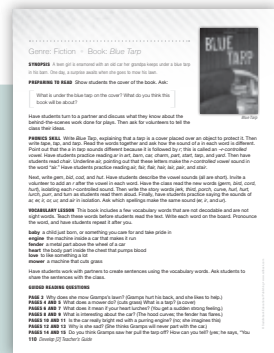 Genre: Fiction • Book: Blue Tarp
SYNOPSIS A teen girl is enamored with an old car her grandpa keeps under a blue tarp
in his barn. One day, a surprise awaits when she goes to mow his lawn.
PREPARING TO READ Show students the cover of the book. Ask:
What is under the blue tarp on the cover? What do you think this
book will be about?
BLUE
TARP
Blue Tarp
Have students turn to a partner and discuss what they know about the
behind-the-scenes work done for plays. Then ask for volunteers to tell the
class their ideas.
PHONICS SKILL Write Blue Tarp, explaining that a tarp is a cover placed over an object to protect it. Then
write tape, tap, and tarp. Read the words together and ask how the sound of a in each word is different.
Point out that the a in tarp sounds different because it is followed by r; this is called an r-controlled
vowel. Have students practice reading ar in art, barn, car, charm, part, start, tarp, and yard. Then have
students read chair. Underline air, pointing out that these letters make the r-controlled vowel sound in
the word "air." Have students practice reading air, fair, flair, hair, lair, pair, and stair.
Next, write gem, bid, cod, and hut. Have students describe the vowel sounds (all are short). Invite a
volunteer to add an r after the vowel in each word. Have the class read the new words (germ, bird, cord,
hurt), isolating each r-controlled sound. Then write the story words jerk, third, porch, curve, hurl, hurt,
lurch, purr, and turn as students read them aloud. Finally, have students practice saying the sounds of
ar, er, ir, or, ur, and air in isolation. Ask which spellings make the same sound (er, ir, and ur).
VOCABULARY LESSON This book includes a few vocabulary words that are not decodable and are not
sight words. Teach these words before students read the text. Write each word on the board. Pronounce
the word, and have students repeat it after you.
baby a child just born, or something you care for and take pride in
engine the machine inside a car that makes it run
fender a metal part above the wheel of a car
heart the body part inside the chest that pumps blood
love to like something a lot
mower a machine that cuts grass
Have students work with partners to create sentences using the vocabulary words. Ask students to
share the sentences with the class.
GUIDED READING QUESTIONS
PAGE 3 Why does she mow Gramps's lawn? (Gramps hurt his back, and she likes to help.)
PAGES 4 AND 5 What does a mower do? (cuts grass) What is a tarp? (a cover)
PAGES 6 AND 7 What does it mean if your heart lurches? (You get a sudden strong feeling.)
PAGES 8 AND 9 What is interesting about the car? (The hood curves; the fender has flares.)
PAGES 10 AND 11 Is the car really bright red with a purring engine? (no; she imagines this)
PAGES 12 AND 13 Why is she sad? (She thinks Gramps will never part with the car.)
PAGES 14 AND 15 Do you think Gramps saw her pull the tarp off? How can you tell? (yes; he says, "You
110 Develop [2] Teacher's Guide